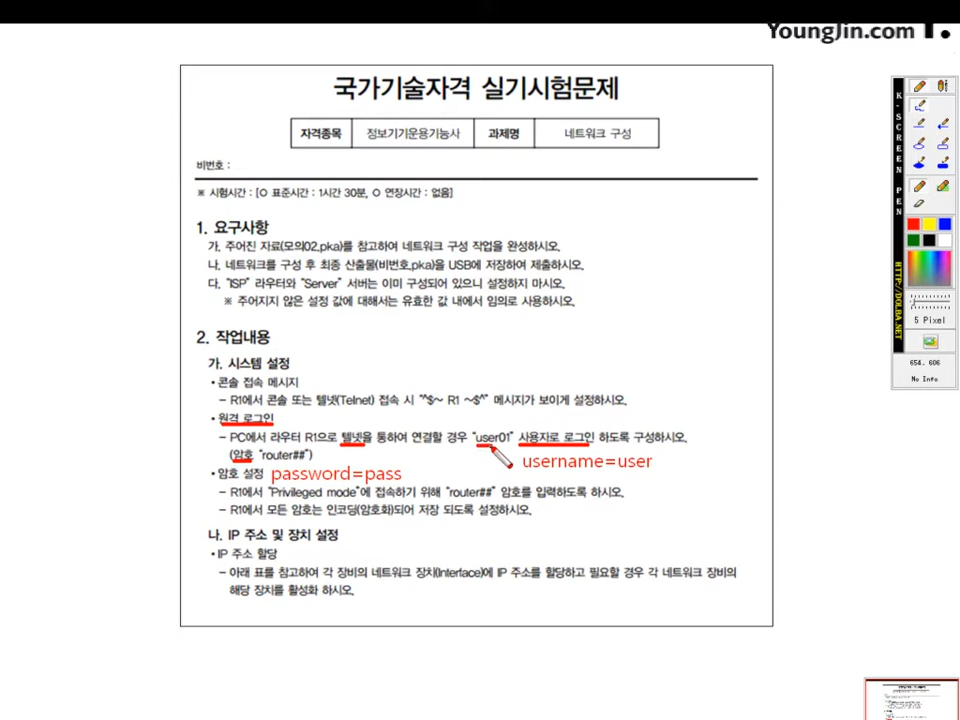 YoungJin.com
국가기술자격 실기시험문제
자격종목 정보기기운용기능사 과제명 네트워크 구성
비번호 :
※ 시험시간 : [O 표준시간 : 1시간 30분, O 연장시간 : 없음]
1. 요구사항
가. 주어진 자료(모의02.pka)를 참고하여 네트워크 구성 작업을 완성하시오.
나. 네트워크를 구성 후 최종 산출물(비번호.pka)을 USB에 저장하여 제출하시오.
다. "ISP" 라우터와 "Server" 서버는 이미 구성되어 있으니 설정하지 마시오.
※ 주어지지 않은 설정 값에 대해서는 유효한 값 내에서 임의로 사용하시오.
2. 작업내용
가. 시스템 설정
• 콘솔 접속 메시지
- R1에서 콘솔 또는 텔넷(Telnet) 접속 시 "^$~ R1 ~$^" 메시지가 보이게 설정하시오.
• 원격 로그인
- PC에서 라우터 R1으로 텔넷을 통하여 연결할 경우 "user01" 사용자로 로그인 하도록 구성하시오.
(암호 "router##")
username=user
• 암호 설정
password=pass
- R1에서 "Privileged mode"에 접속하기 위해 "router##" 암호를 입력하도록 하시오.
- R1에서 모든 암호는 인코딩(암호화)되어 저장 되도록 설정하시오.
나. IP 주소 및 장치 설정
• IP 주소 할당
- 아래 표를 참고하여 각 장비의 네트워크 장치(Interface)에 IP 주소를 할당하고 필요할 경우 각 네트워크 장비의
해당 장치를 활성화 하시오.
K-SCREEN PEN
HTTP://DOLBA.NET
5 Pixel
654, 606
No Info